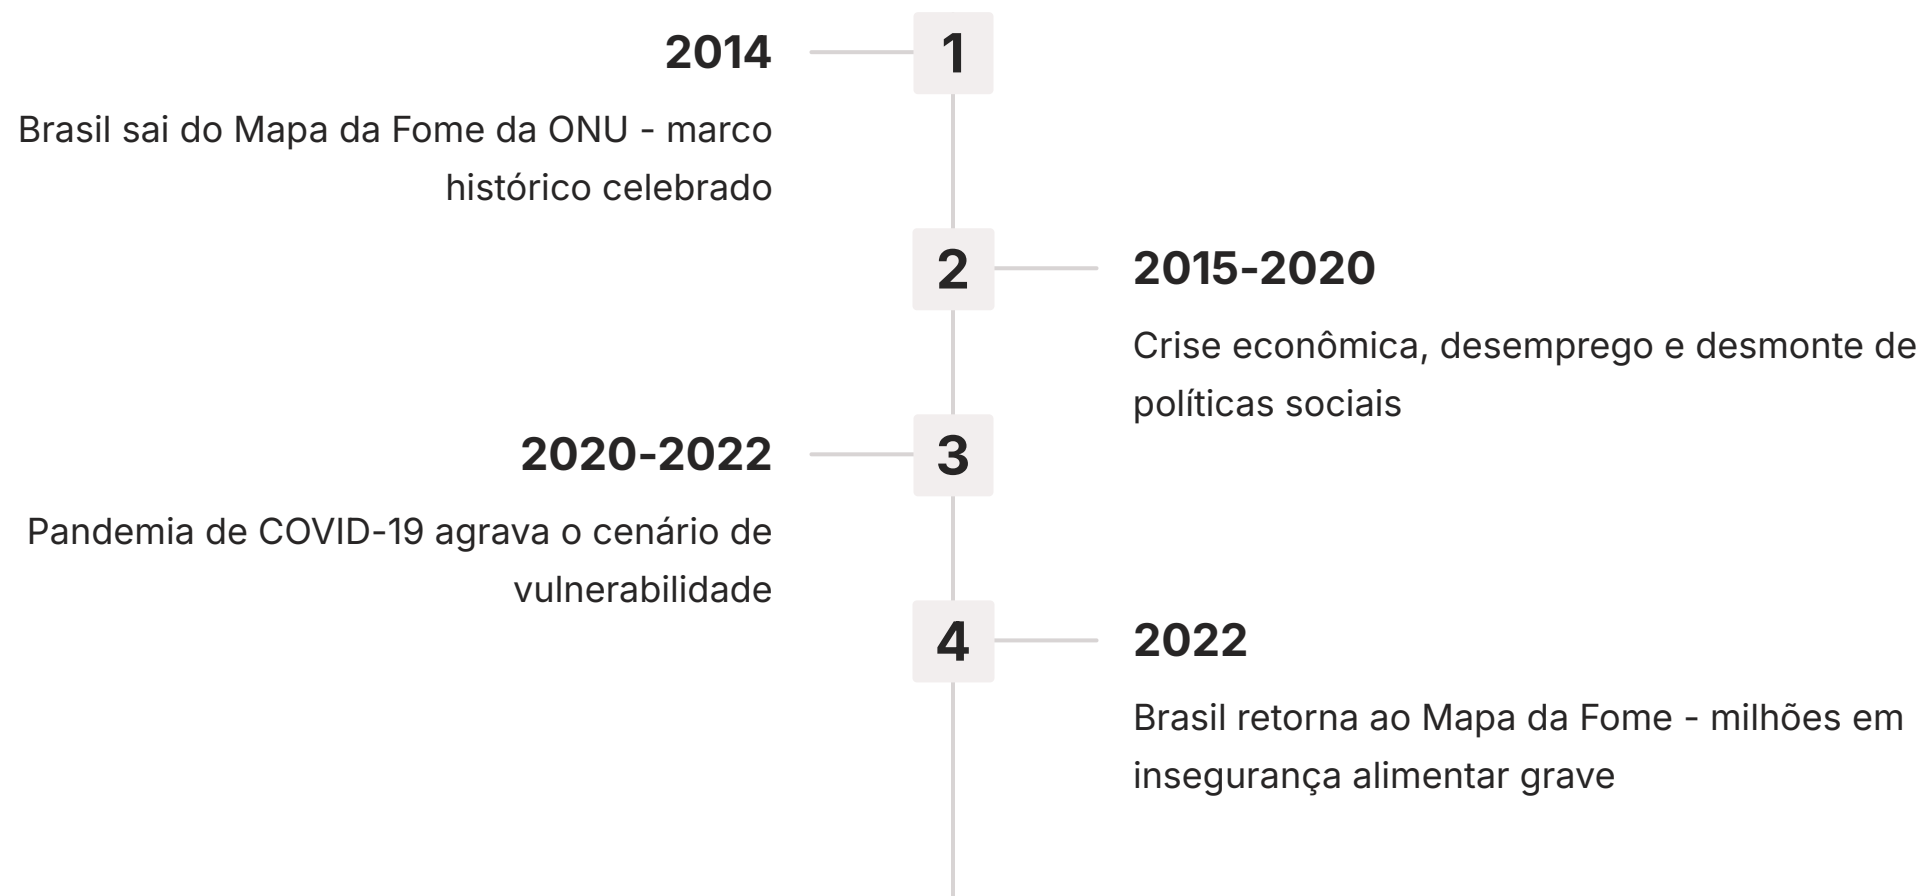 1
2014
Brasil sai do Mapa da Fome da ONU - marco
histórico celebrado
2
2015-2020
Crise econômica, desemprego e desmonte de
políticas sociais
3
2020-2022
Pandemia de COVID-19 agrava o cenário de
vulnerabilidade
4
2022
Brasil retorna ao Mapa da Fome - milhões em
insegurança alimentar grave